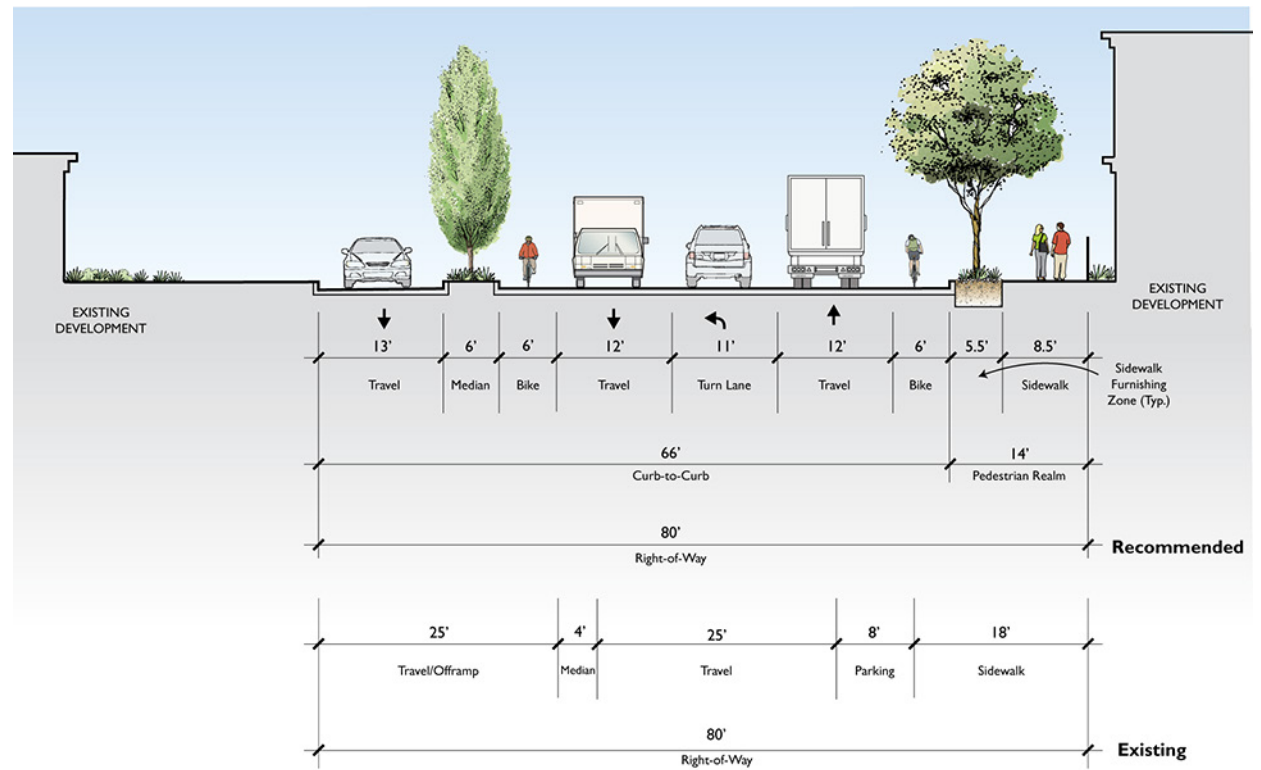 EXISTING
DEVELOPMENT
EXISTING
DEVELOPMENT
13' 6' 6' 12' 11' 12' 6' 5.5' 8.5'
Travel Median Bike Travel Turn Lane Travel Bike Sidewalk
Sidewalk
Furnishing
Zone (Typ.)
66' 14'
Curb-to-Curb Pedestrian Realm
80'
Right-of-Way
Recommended
25' 4' 25' 8' 18'
Travel/Offramp Median Travel Parking Sidewalk
80'
Right-of-Way
Existing